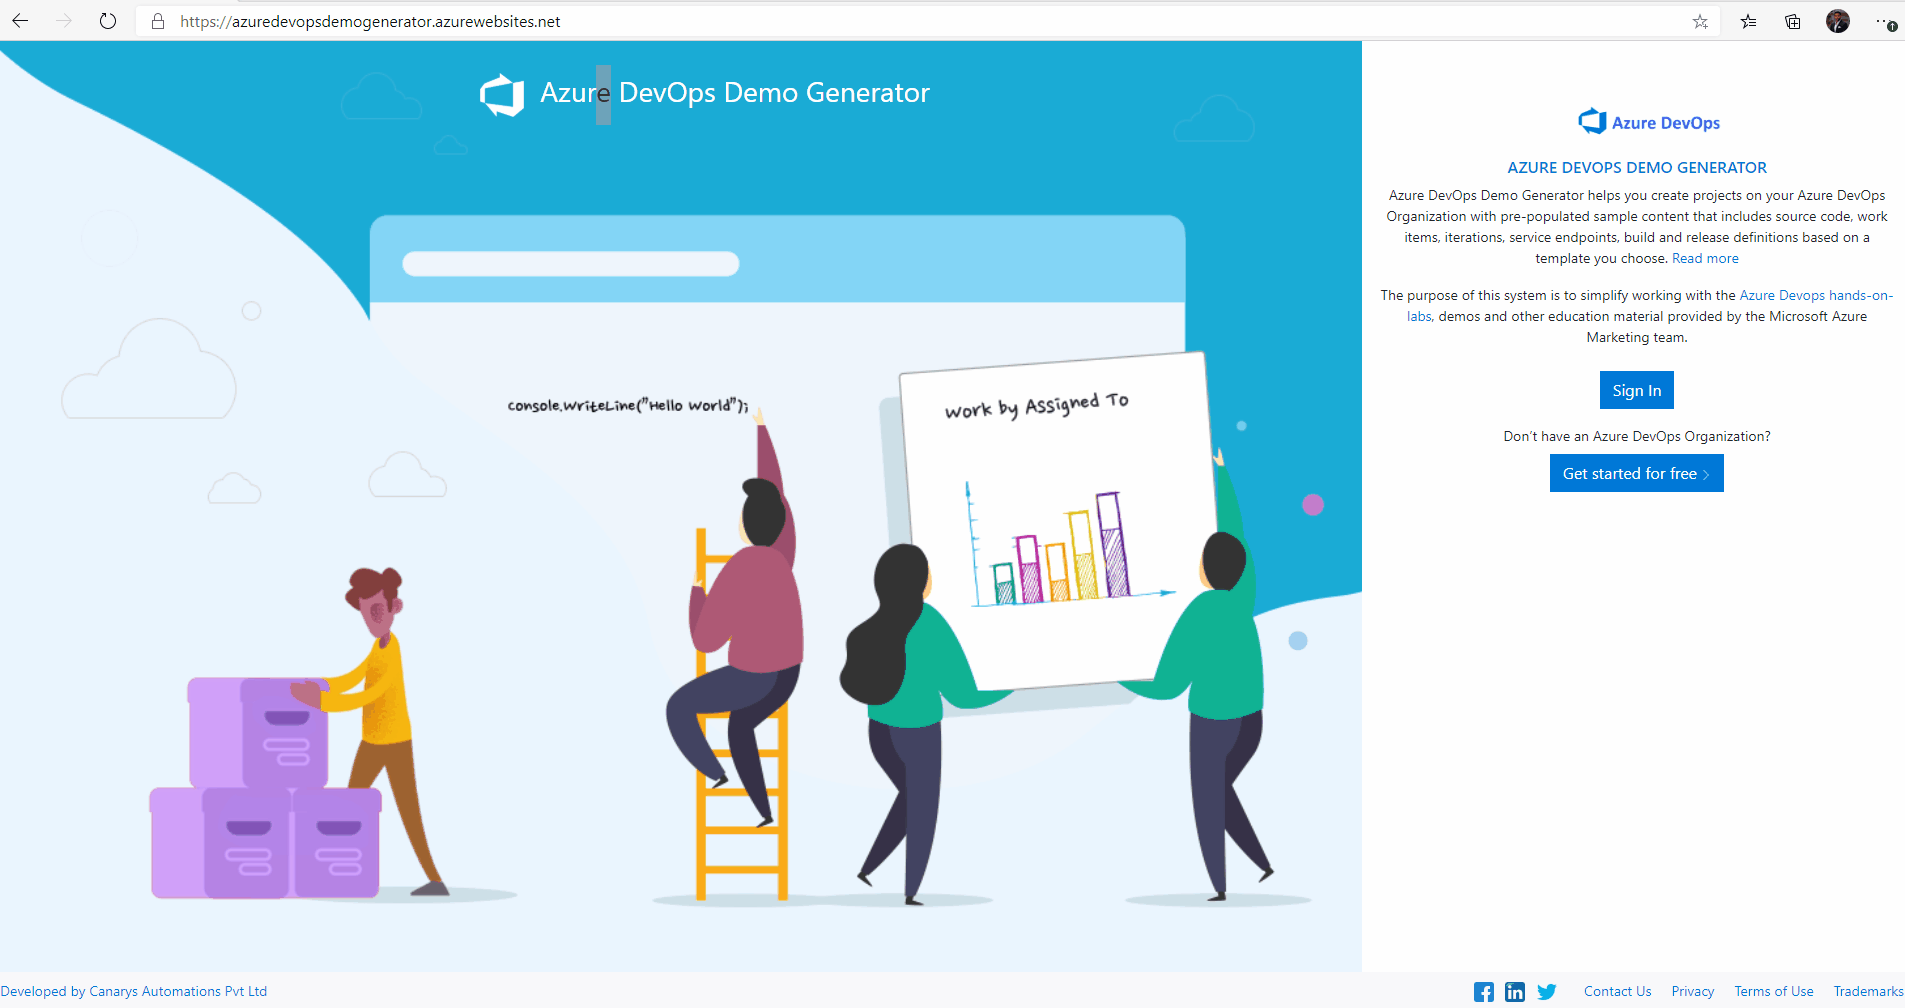 https://azuredevopsdemogenerator.azurewebsites.net
Azure DevOps Demo Generator
console.WriteLine("Hello World");
Work by Assigned To
Azure DevOps
AZURE DEVOPS DEMO GENERATOR
Azure DevOps Demo Generator helps you create projects on your Azure DevOps
Organization with pre-populated sample content that includes source code, work
items, iterations, service endpoints, build and release definitions based on a
template you choose. Read more
The purpose of this system is to simplify working with the Azure Devops hands-on-
labs, demos and other education material provided by the Microsoft Azure
Marketing team.
Sign In
Don't have an Azure DevOps Organization?
Get started for free >
Developed by Canarys Automations Pvt Ltd
Contact Us Privacy Terms of Use Trademarks